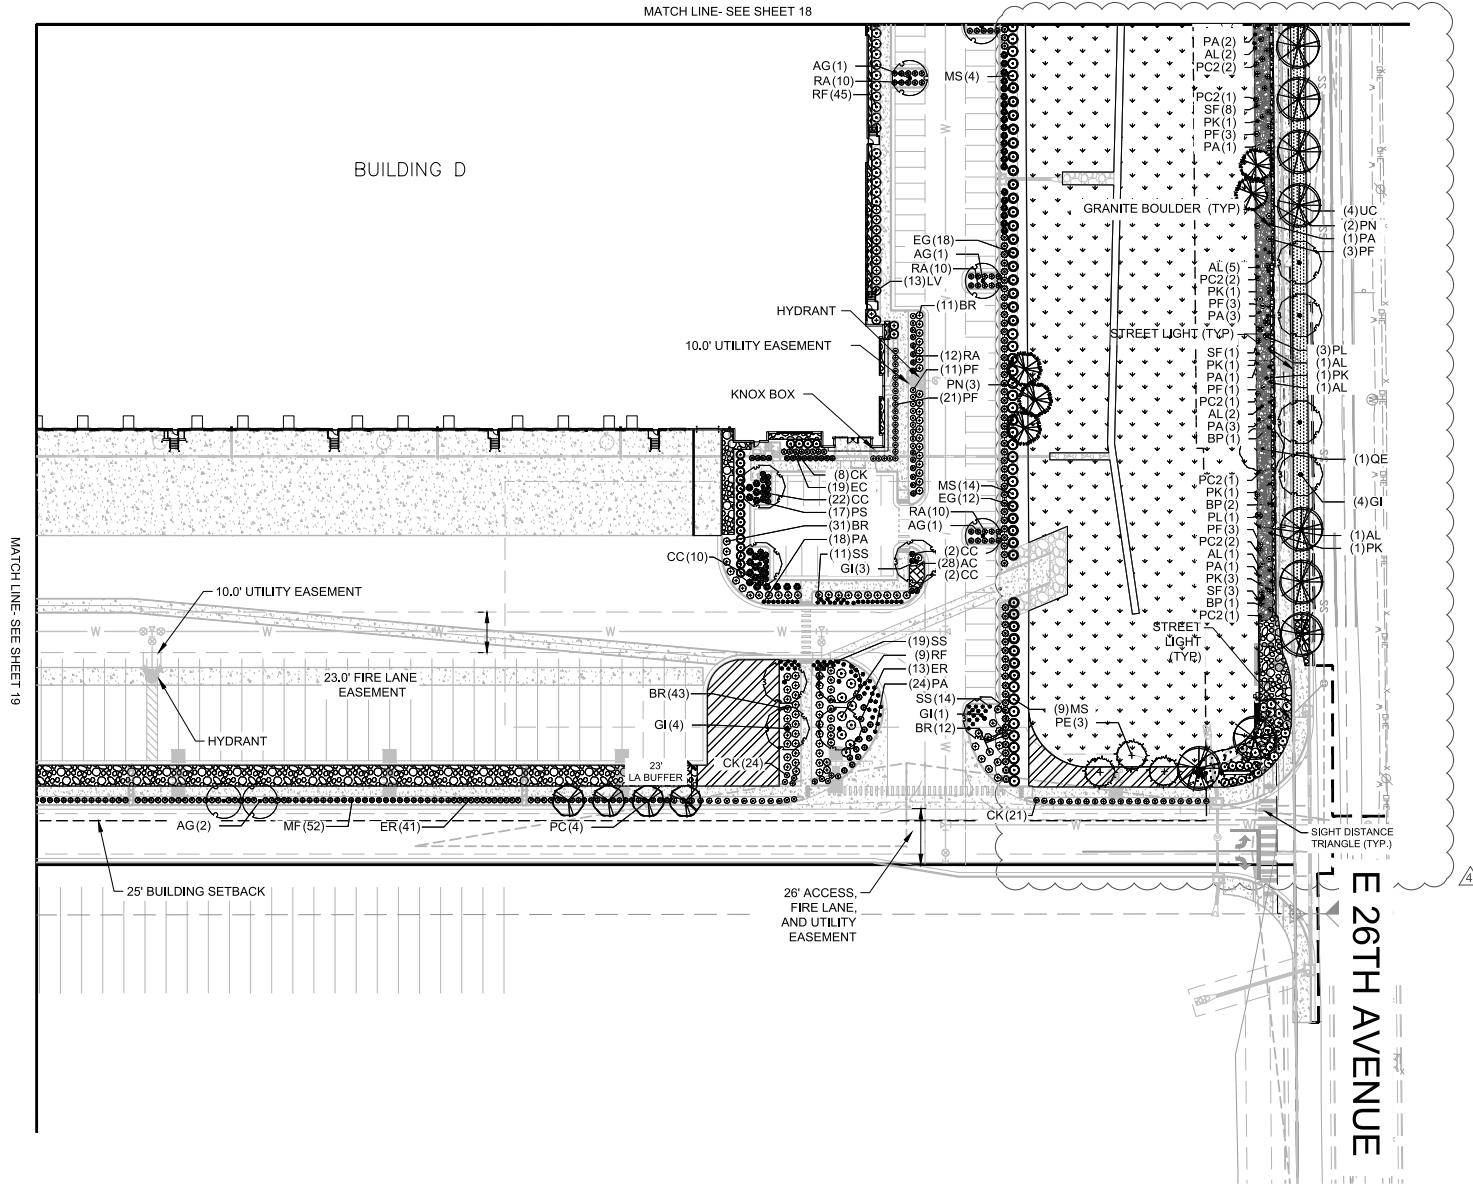 MATCH LINE- SEE SHEET 18
BUILDING D
AG(1)
RA(10)
RF(45)
MS(4)
PA(2)
AL(2)
PC2(2)
PC2(1)
SF(8)
PK(1)
PF(3)
PA(1)
GRANITE BOULDER (TYP)
(4)UC
(2)PN
(1)PA
(3)PF
EG(18)
AG(1)
RA(10)
(13)LV
(11)BR
HYDRANT
10.0' UTILITY EASEMENT
KNOX BOX
(12)RA
(11)PF
PN(3)
(21)PF
AL(5)
PC2(2)
PK(1)
PF(3)
PA(3)
STREET LIGHT (TYP)
SF(1)
PK(1)
PA(1)
PF(1)
PC2(1)
AL(2)
PA(3)
BP(1)
(3)PL
(1)AL
(1)PK
(1)AL
(1)QE
(4)GI
PC2(1)
PK(1)
BP(2)
PL(1)
PF(3)
PC2(2)
AL(1)
PA(1)
PK(3)
SF(3)
BP(1)
PC2(1)
(1)AL
(1)PK
(8)CK
(19)EC
(22)CC
(17)PS
(31)BR
(18)PA
(11)SS
GI(3)
CC(10)
MS(14)
EG(12)
RA(10)
AG(1)
(2)CC
(28)AC
(2)CC
MATCH LINE- SEE SHEET 19
10.0' UTILITY EASEMENT
23.0' FIRE LANE
EASEMENT
HYDRANT
STREET
LIGHT
(TYP)
(19)SS
(9)RF
(13)ER
(24)PA
SS(14)
GI(1)
BR(12)
BR(43)
GI(4)
CK(24)
(9)MS
PE(3)
23'
LA BUFFER
AG(2)
MF(52)
ER(41)
PC(4)
CK(21)
SIGHT DISTANCE
TRIANGLE (TYP.)
25' BUILDING SETBACK
26' ACCESS,
FIRE LANE,
AND UTILITY
EASEMENT
4
E 26TH AVENUE
W
W
W
W
W
W
W
W
SS
SS
SS
OHE
OHE
OHE